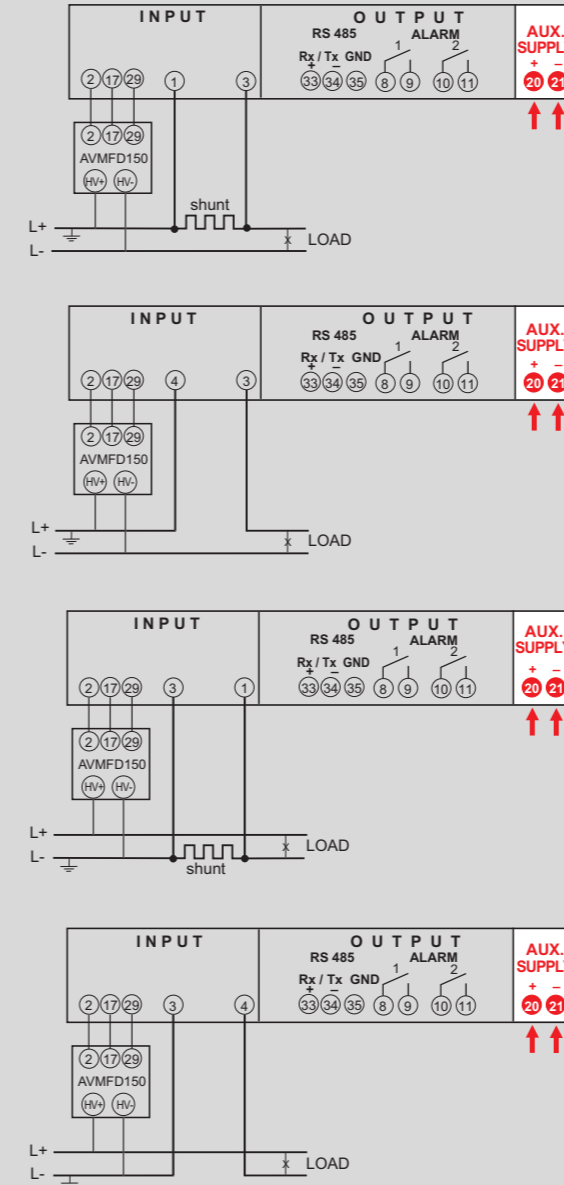 INPUT OUTPUT
RS 485 ALARM AUX.
1 2 SUPPLY
Rx / Tx GND
+ – + –
2 17 29 1 3 33 34 35 8 9 10 11 20 21
2 17 29
AVMFD150
HV+ HV-
shunt
L+
LOAD
L-
INPUT OUTPUT
RS 485 ALARM AUX.
1 2 SUPPLY
Rx / Tx GND
+ – + –
2 17 29 4 3 33 34 35 8 9 10 11 20 21
2 17 29
AVMFD150
HV+ HV-
L+
LOAD
L-
INPUT OUTPUT
RS 485 ALARM AUX.
1 2 SUPPLY
Rx / Tx GND
+ – + –
2 17 29 3 1 33 34 35 8 9 10 11 20 21
2 17 29
AVMFD150
HV+ HV-
L+
LOAD
L-
shunt
INPUT OUTPUT
RS 485 ALARM AUX.
1 2 SUPPLY
Rx / Tx GND
+ – + –
2 17 29 3 4 33 34 35 8 9 10 11 20 21
2 17 29
AVMFD150
HV+ HV-
L+
LOAD
L-